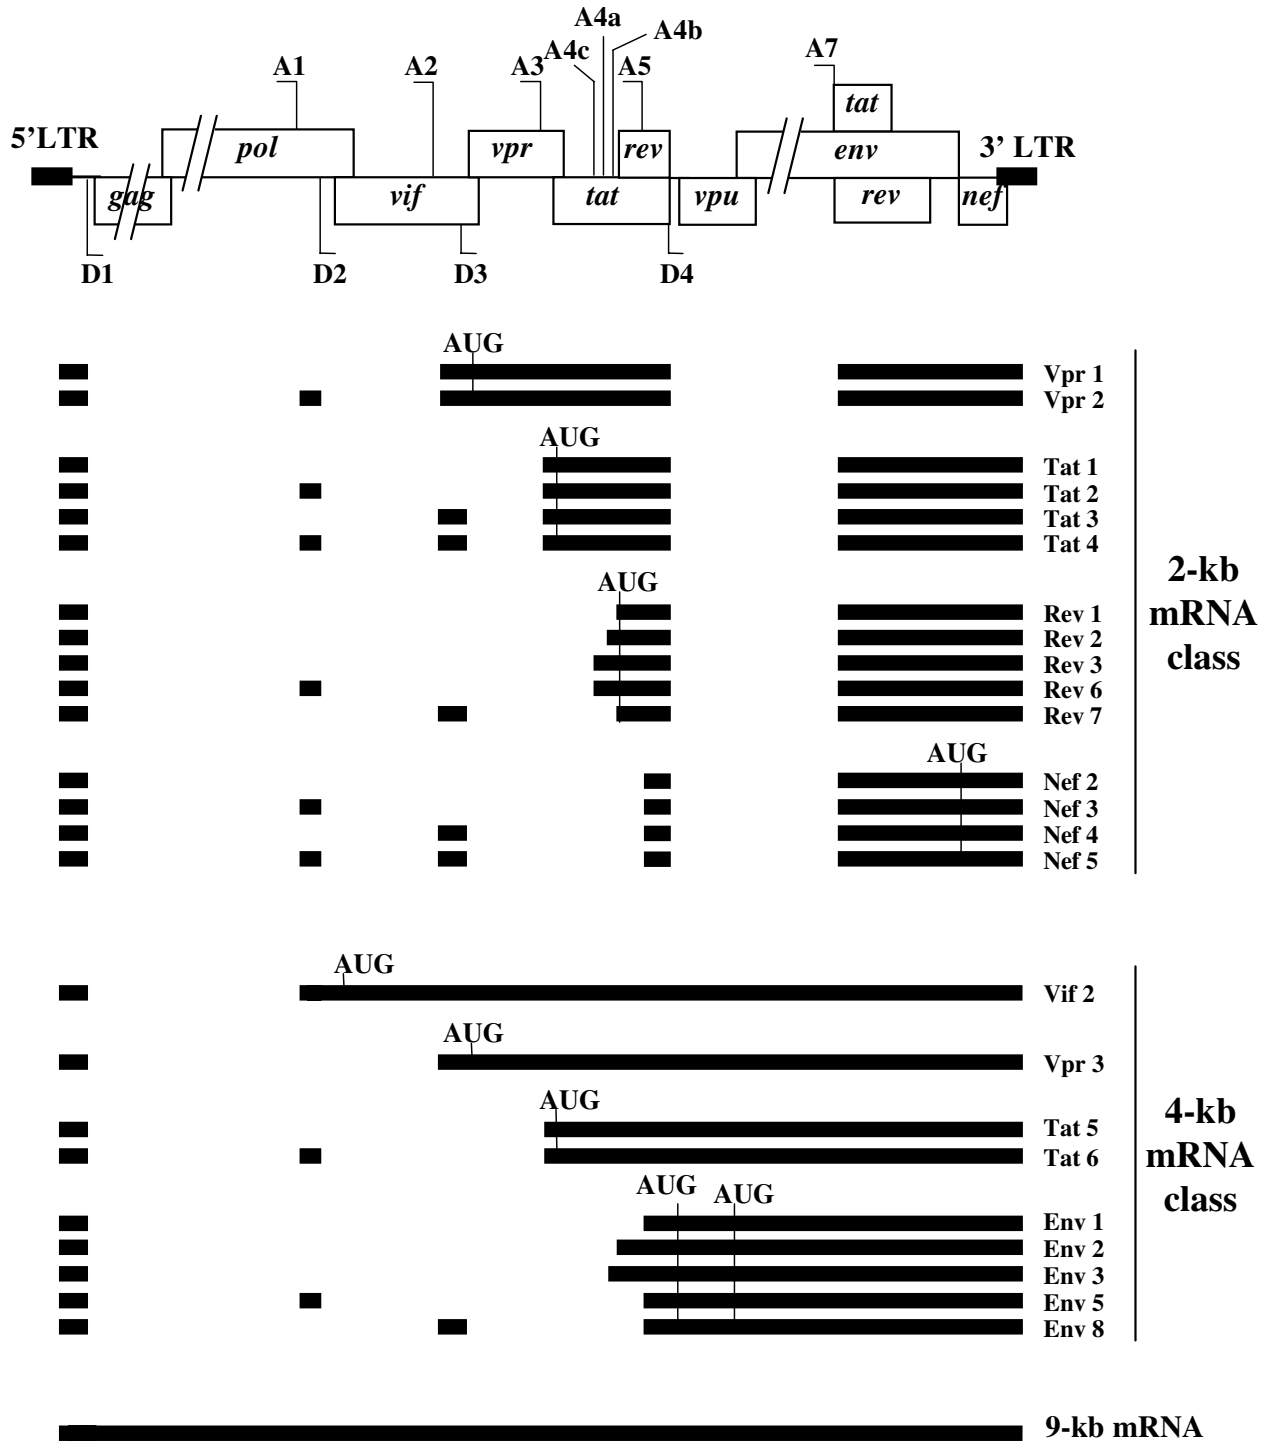 A4a
A4b
A4c
A7
A1
A2
A3
A5
tat
5’LTR
pol
vpr
rev
env
3’ LTR
gag
vif
tat
vpu
rev
nef
D1
D2
D3
D4
AUG
Vpr 1
Vpr 2
AUG
Tat 1
Tat 2
Tat 3
Tat 4
2-kb
mRNA
class
AUG
Rev 1
Rev 2
Rev 3
Rev 6
Rev 7
AUG
Nef 2
Nef 3
Nef 4
Nef 5
AUG
Vif 2
AUG
Vpr 3
4-kb
mRNA
class
AUG
Tat 5
Tat 6
AUG AUG
Env 1
Env 2
Env 3
Env 5
Env 8
9-kb mRNA